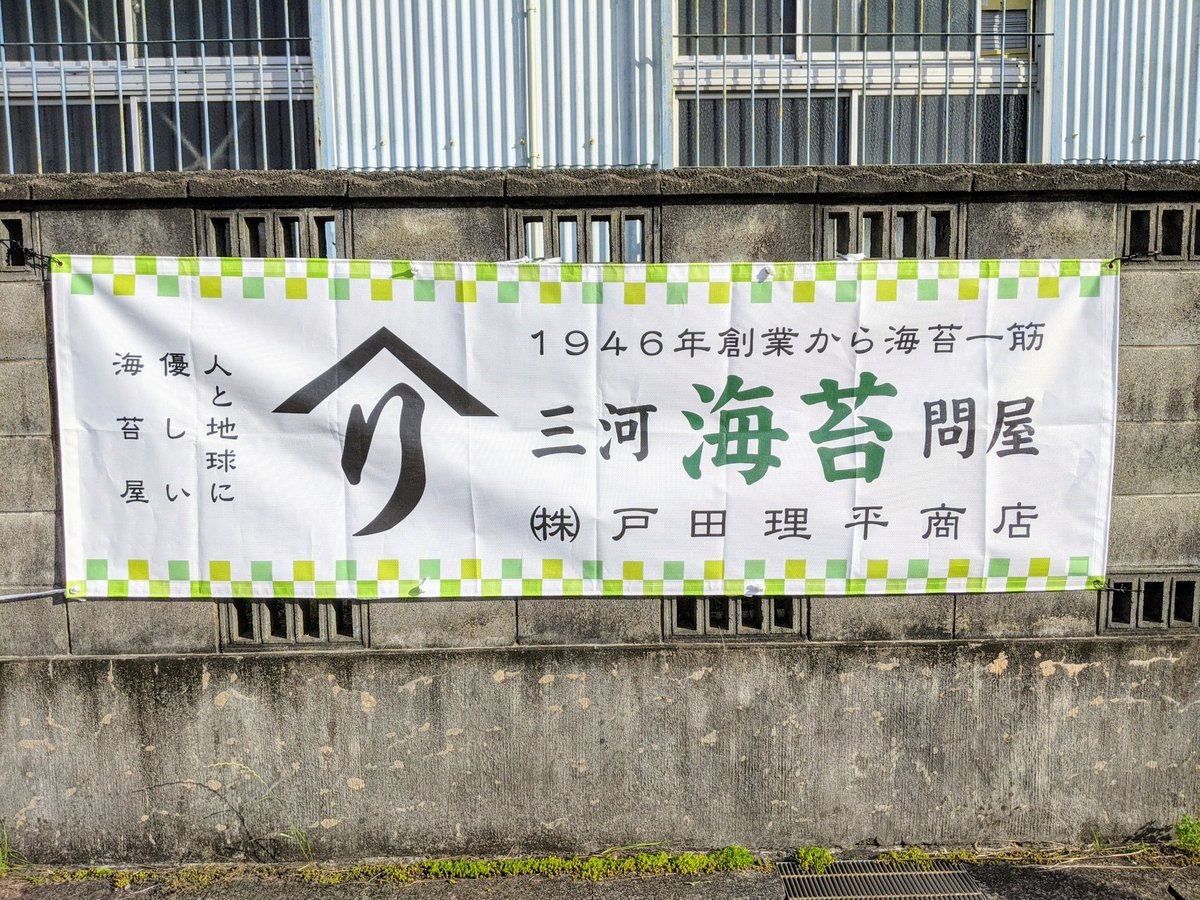 人と地球に
優しい
海苔屋
り
1946年創業から海苔一筋
三河海苔問屋
㈱戸田理平商店